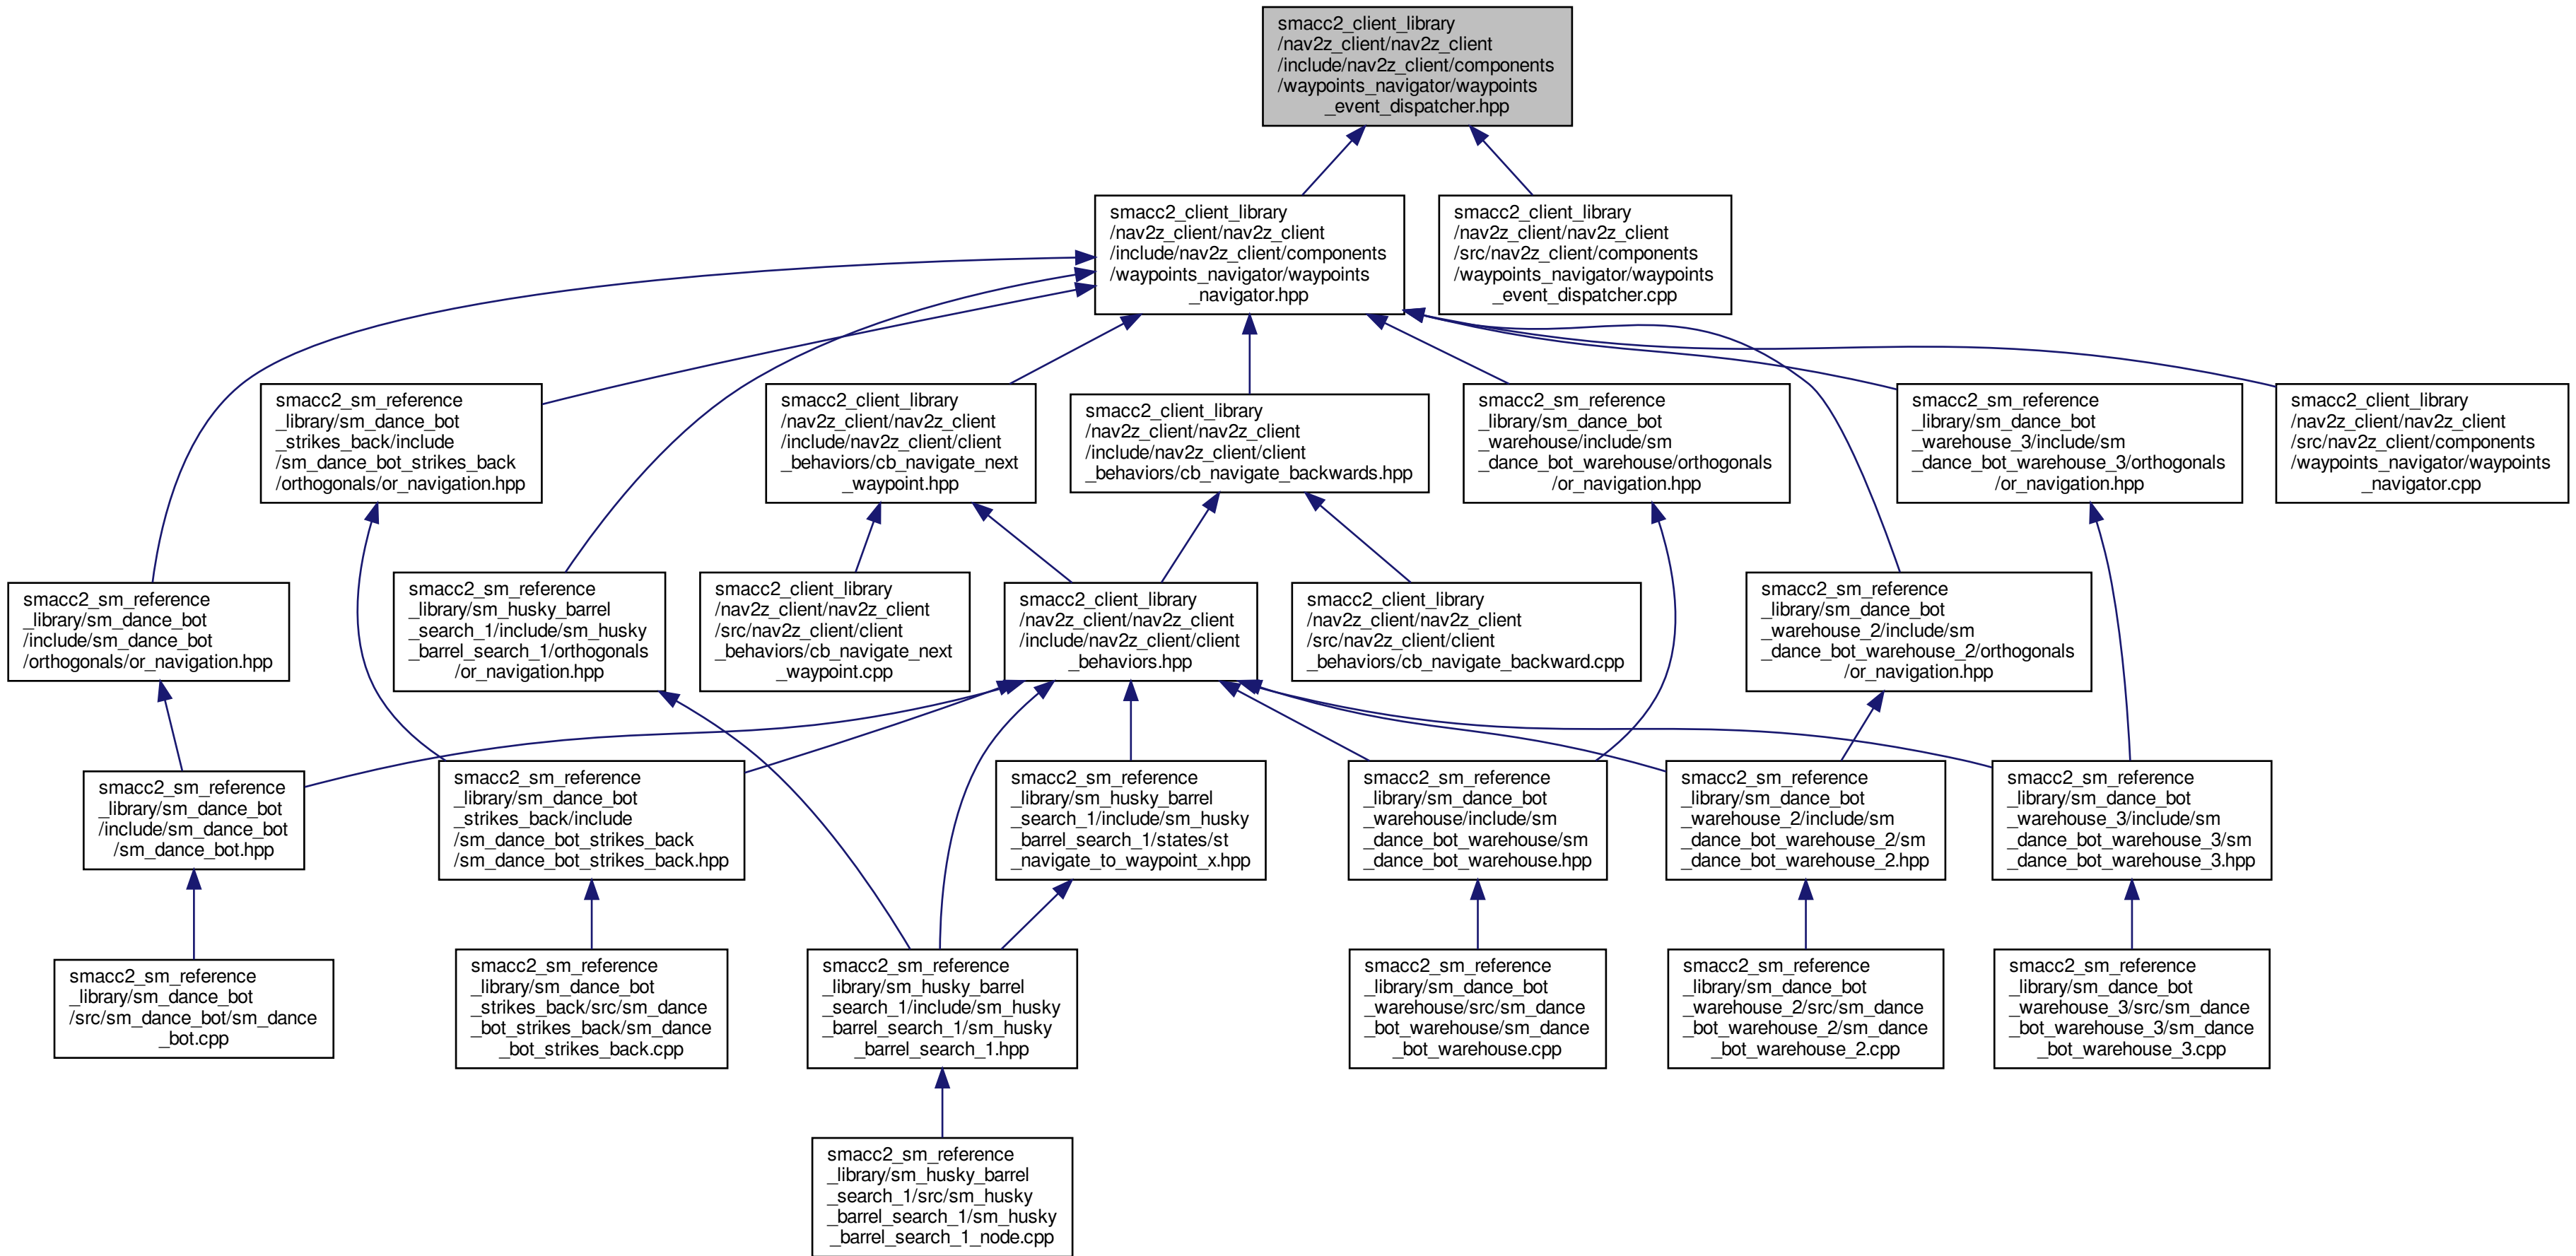 smacc2_client_library
/nav2z_client/nav2z_client
/include/nav2z_client/components
/waypoints_navigator/waypoints
_event_dispatcher.hpp
smacc2_client_library
/nav2z_client/nav2z_client
/include/nav2z_client/components
/waypoints_navigator/waypoints
_navigator.hpp
smacc2_client_library
/nav2z_client/nav2z_client
/src/nav2z_client/components
/waypoints_navigator/waypoints
_event_dispatcher.cpp
smacc2_sm_reference
_library/sm_dance_bot
_strikes_back/include
/sm_dance_bot_strikes_back
/orthogonals/or_navigation.hpp
smacc2_client_library
/nav2z_client/nav2z_client
/include/nav2z_client/client
_behaviors/cb_navigate_next
_waypoint.hpp
smacc2_client_library
/nav2z_client/nav2z_client
/include/nav2z_client/client
_behaviors/cb_navigate_backwards.hpp
smacc2_sm_reference
_library/sm_dance_bot
_warehouse/include/sm
_dance_bot_warehouse/orthogonals
/or_navigation.hpp
smacc2_sm_reference
_library/sm_dance_bot
_warehouse_3/include/sm
_dance_bot_warehouse_3/orthogonals
/or_navigation.hpp
smacc2_client_library
/nav2z_client/nav2z_client
/src/nav2z_client/components
/waypoints_navigator/waypoints
_navigator.cpp
smacc2_sm_reference
_library/sm_dance_bot
/include/sm_dance_bot
/orthogonals/or_navigation.hpp
smacc2_sm_reference
_library/sm_husky_barrel
_search_1/include/sm_husky
_barrel_search_1/orthogonals
/or_navigation.hpp
smacc2_client_library
/nav2z_client/nav2z_client
/src/nav2z_client/client
_behaviors/cb_navigate_next
_waypoint.cpp
smacc2_client_library
/nav2z_client/nav2z_client
/include/nav2z_client/client
_behaviors.hpp
smacc2_client_library
/nav2z_client/nav2z_client
/src/nav2z_client/client
_behaviors/cb_navigate_backward.cpp
smacc2_sm_reference
_library/sm_dance_bot
_warehouse_2/include/sm
_dance_bot_warehouse_2/orthogonals
/or_navigation.hpp
smacc2_sm_reference
_library/sm_dance_bot
/include/sm_dance_bot
/sm_dance_bot.hpp
smacc2_sm_reference
_library/sm_dance_bot
_strikes_back/include
/sm_dance_bot_strikes_back
/sm_dance_bot_strikes_back.hpp
smacc2_sm_reference
_library/sm_husky_barrel
_search_1/include/sm_husky
_barrel_search_1/states/st
_navigate_to_waypoint_x.hpp
smacc2_sm_reference
_library/sm_dance_bot
_warehouse/include/sm
_dance_bot_warehouse/sm
_dance_bot_warehouse.hpp
smacc2_sm_reference
_library/sm_dance_bot
_warehouse_2/include/sm
_dance_bot_warehouse_2/sm
_dance_bot_warehouse_2.hpp
smacc2_sm_reference
_library/sm_dance_bot
_warehouse_3/include/sm
_dance_bot_warehouse_3/sm
_dance_bot_warehouse_3.hpp
smacc2_sm_reference
_library/sm_dance_bot
/src/sm_dance_bot/sm_dance
_bot.cpp
smacc2_sm_reference
_library/sm_dance_bot
_strikes_back/src/sm_dance
_bot_strikes_back/sm_dance
_bot_strikes_back.cpp
smacc2_sm_reference
_library/sm_husky_barrel
_search_1/include/sm_husky
_barrel_search_1/sm_husky
_barrel_search_1.hpp
smacc2_sm_reference
_library/sm_dance_bot
_warehouse/src/sm_dance
_bot_warehouse/sm_dance
_bot_warehouse.cpp
smacc2_sm_reference
_library/sm_dance_bot
_warehouse_2/src/sm_dance
_bot_warehouse_2/sm_dance
_bot_warehouse_2.cpp
smacc2_sm_reference
_library/sm_dance_bot
_warehouse_3/src/sm_dance
_bot_warehouse_3/sm_dance
_bot_warehouse_3.cpp
smacc2_sm_reference
_library/sm_husky_barrel
_search_1/src/sm_husky
_barrel_search_1/sm_husky
_barrel_search_1_node.cpp